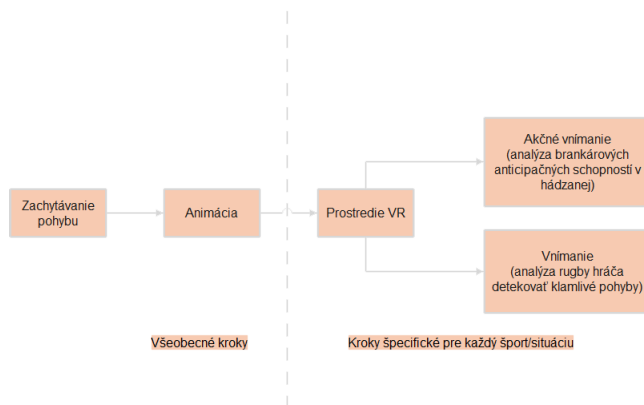 Zachytávanie
pohybu
Animácia
Prostredie VR
Akčné vnímanie
(analýza brankárových
anticipačných schopností v
hádzanej)
Vnímanie
(analýza rugby hráča
detekovať klamlivé pohyby)
Všeobecné kroky
Kroky špecifické pre každý šport/situáciu